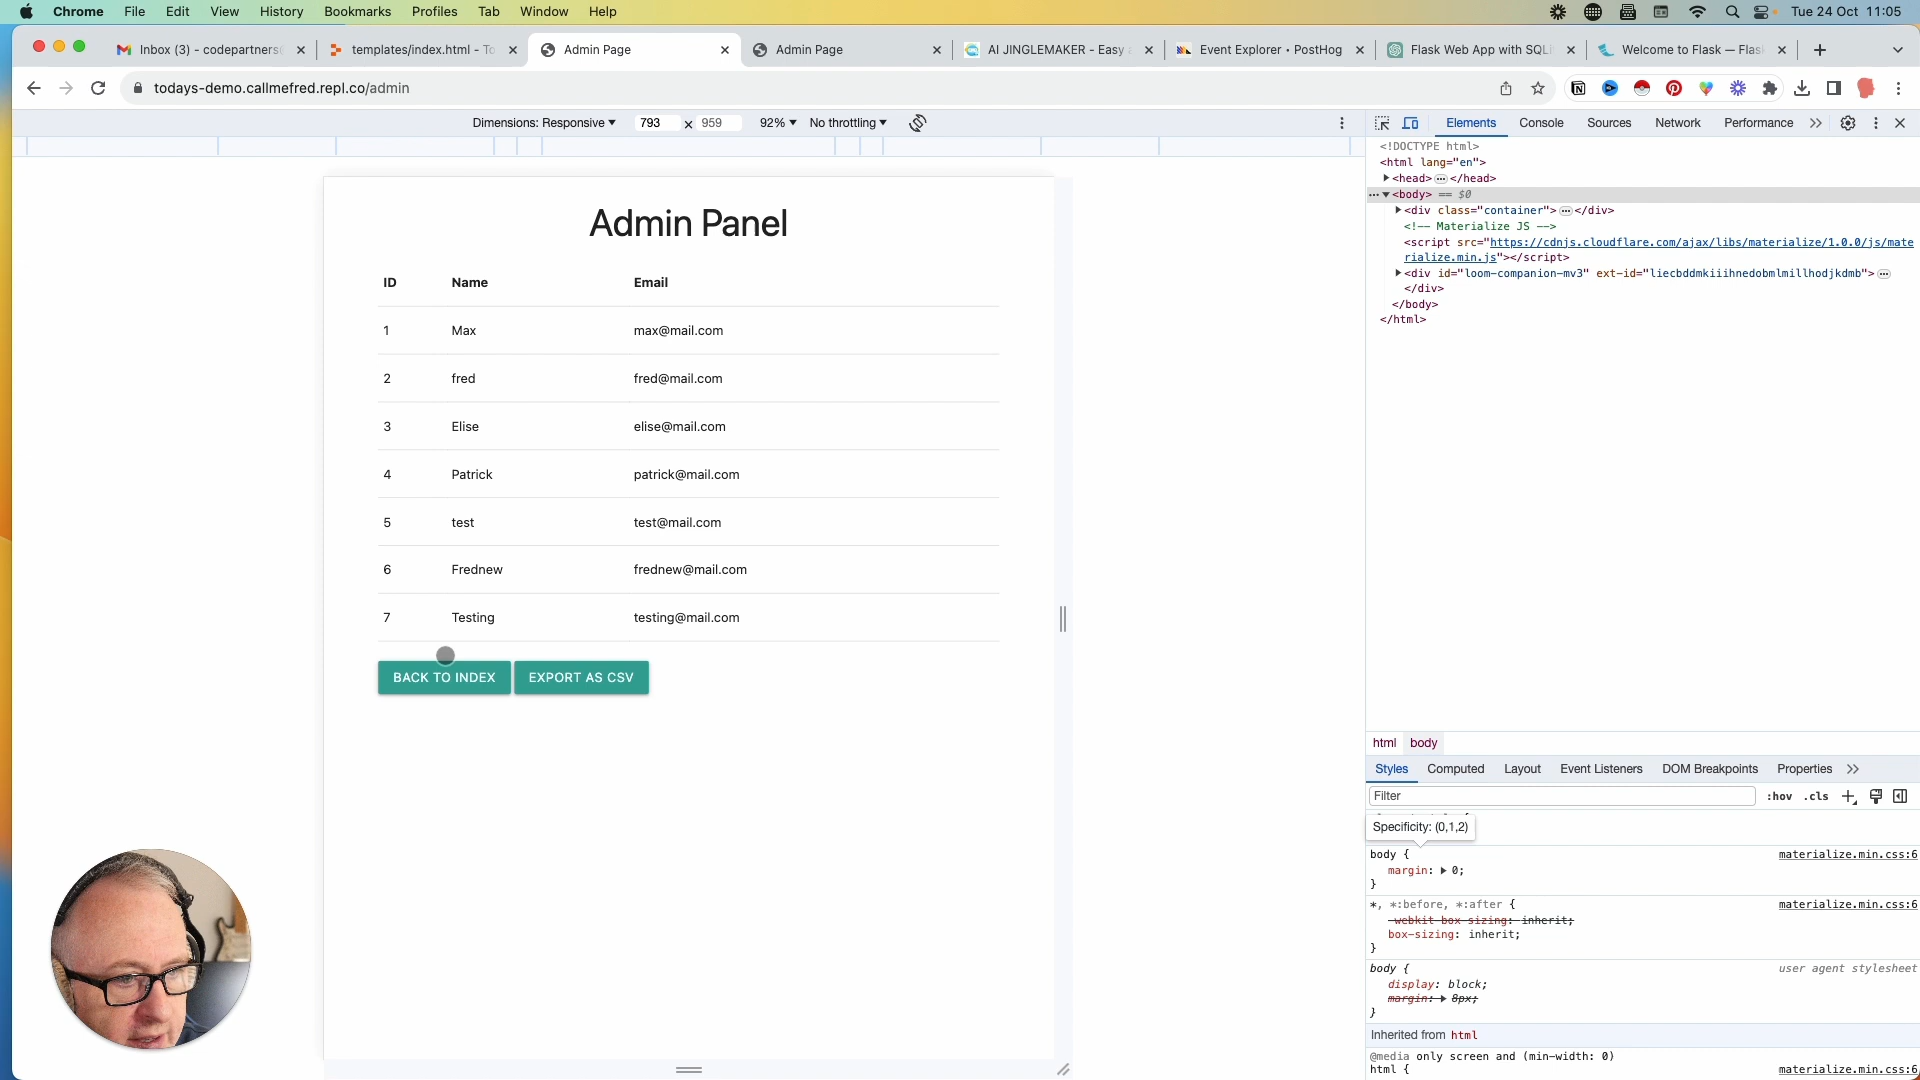 Chrome File Edit View History Bookmarks Profiles Tab Window Help Tue 24 Oct 11:05
Inbox (3) - codepartners templates/index.html - To Admin Page Admin Page AI JINGLEMAKER - Easy Event Explorer • PostHog Flask Web App with SQLi Welcome to Flask — Flas
todays-demo.callmefred.repl.co/admin
Dimensions: Responsive 793 x 959 92% No throttling
Elements Console Sources Network Performance
<!DOCTYPE html>
<html lang="en">
<head> … </head>
… <body> == $0
<div class="container"> … </div>
<!-- Materialize JS -->
<script src="https://cdnjs.cloudflare.com/ajax/libs/materialize/1.0.0/js/mate
rialize.min.js"></script>
<div id="loom-companion-mv3" ext-id="liecbddmkiiihnedobmlmillhodjkdmb"> …
</div>
</body>
</html>
Admin Panel
ID Name Email
1 Max max@mail.com
2 fred fred@mail.com
3 Elise elise@mail.com
4 Patrick patrick@mail.com
5 test test@mail.com
6 Frednew frednew@mail.com
7 Testing testing@mail.com
BACK TO INDEX EXPORT AS CSV
html body
Styles Computed Layout Event Listeners DOM Breakpoints Properties
Filter :hov .cls
Specificity: (0,1,2)
body { materialize.min.css:6
margin: 0;
}
*, *:before, *:after { materialize.min.css:6
-webkit-box-sizing: inherit;
box-sizing: inherit;
}
body { user agent stylesheet
display: block;
margin: 8px;
}
Inherited from html
@media only screen and (min-width: 0)
html { materialize.min.css:6